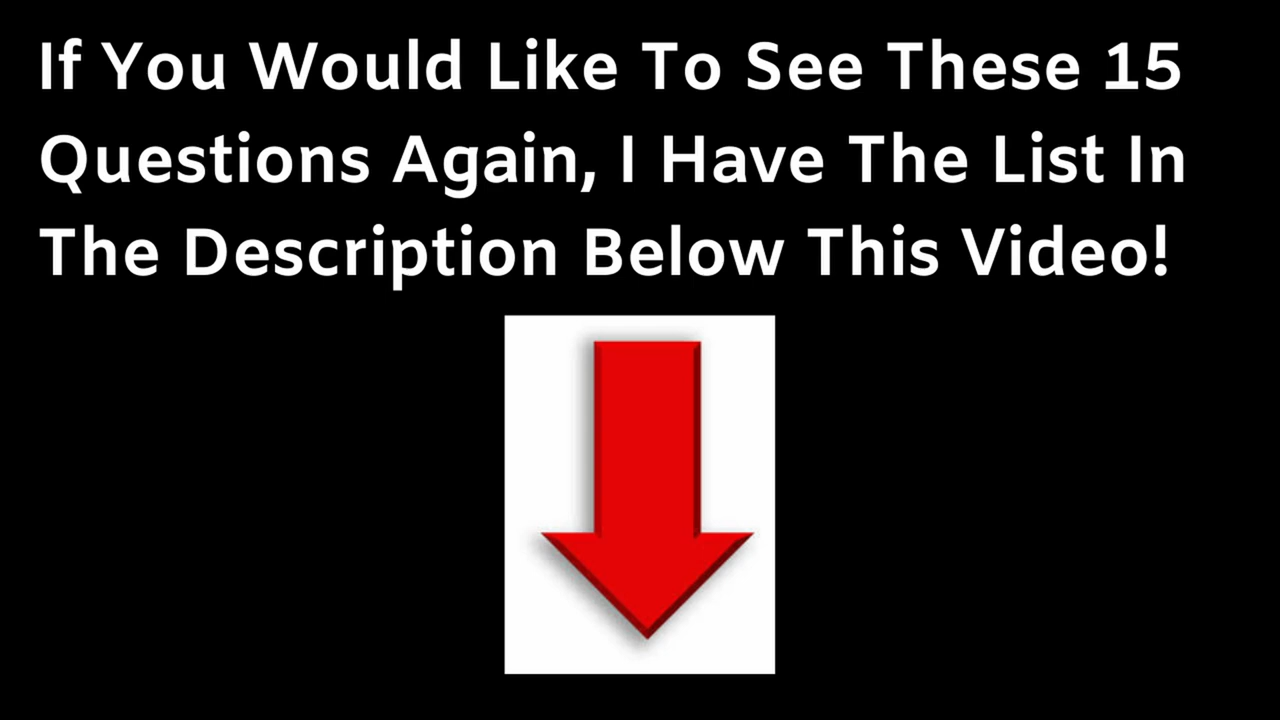 If You Would Like To See These 15
Questions Again, I Have The List In
The Description Below This Video!